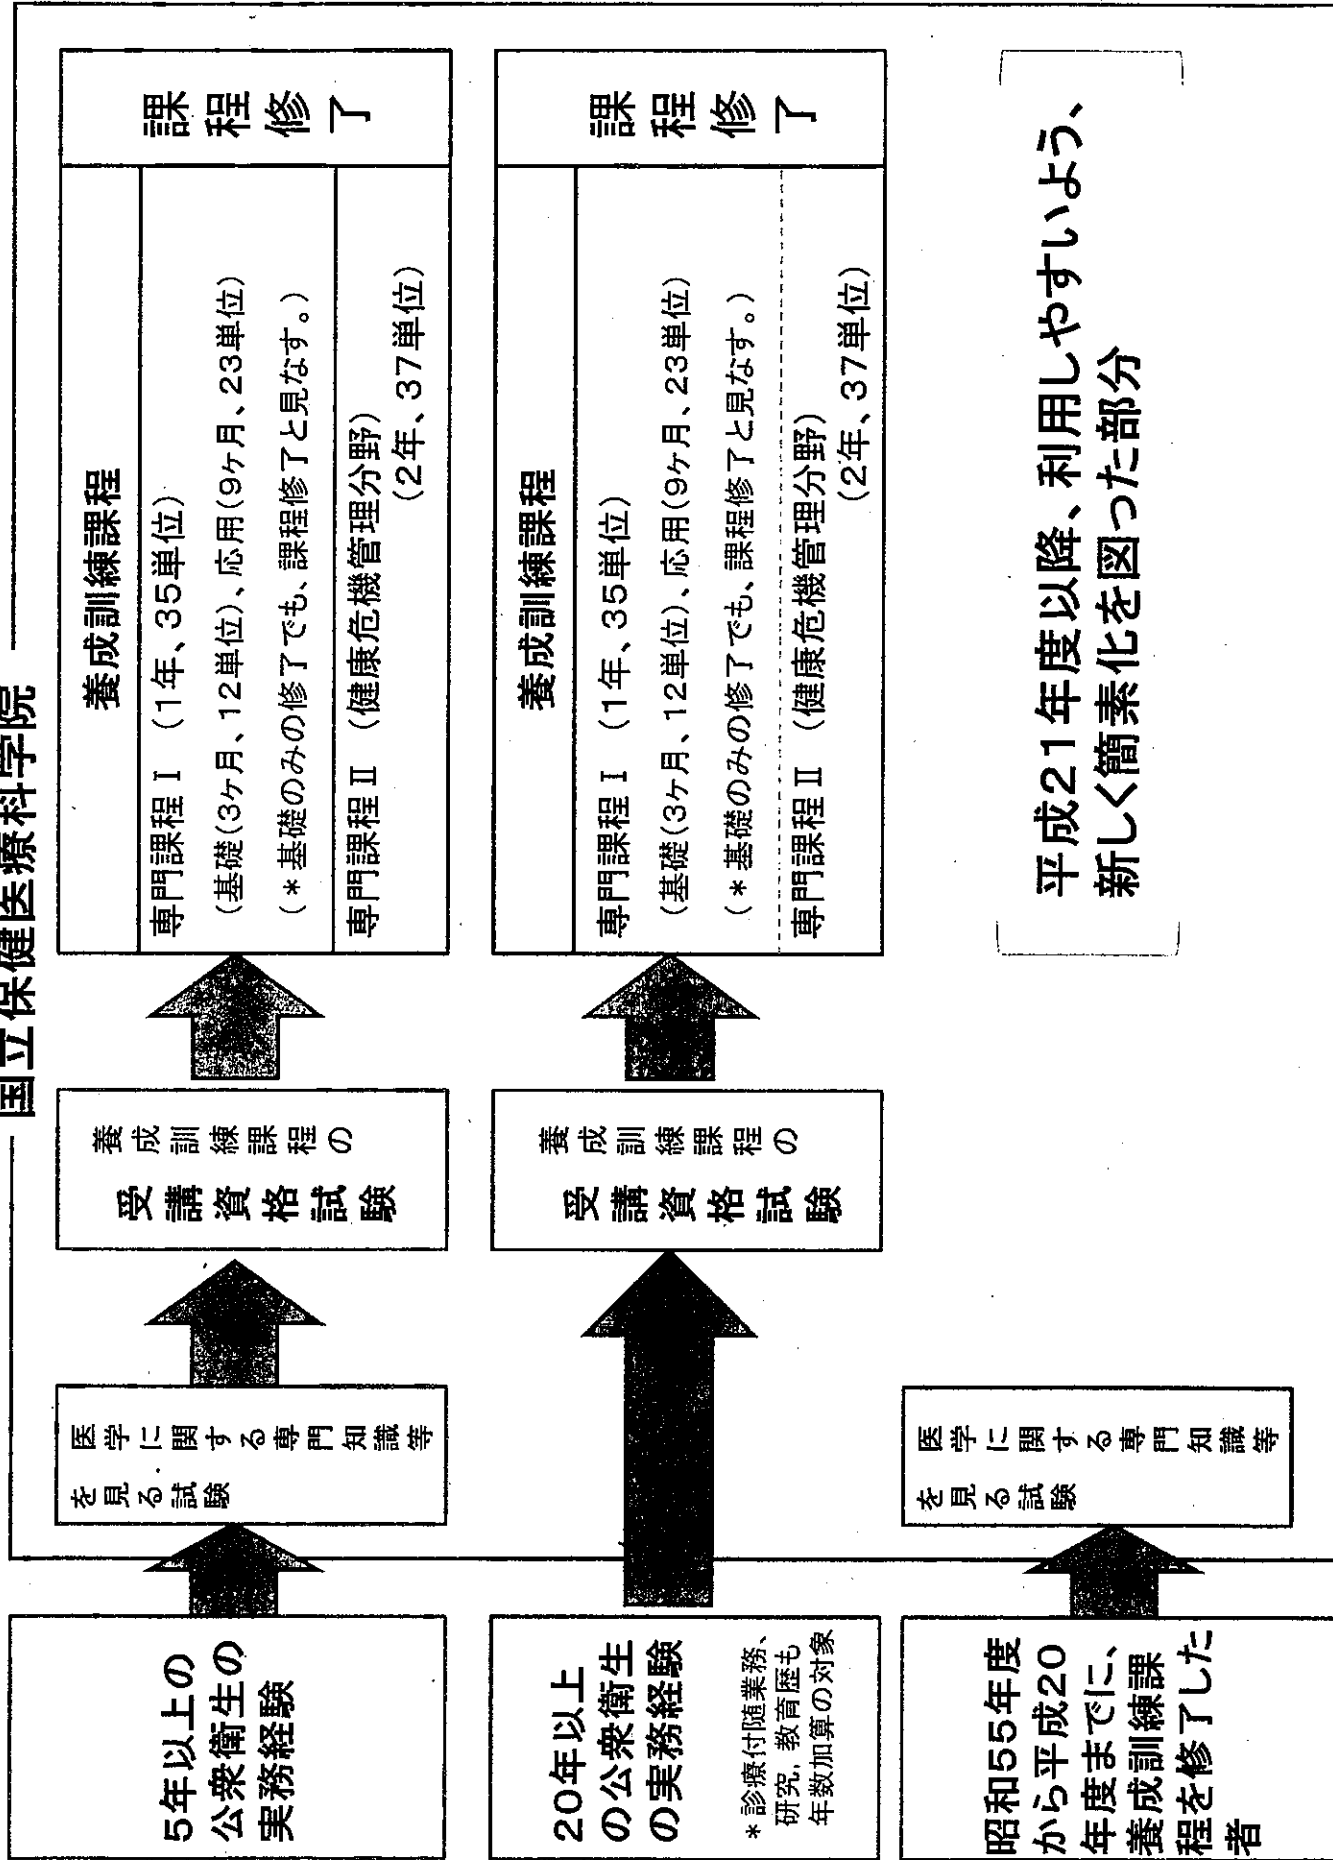 国立保健医療科学院
5年以上の
公衆衛生の
実務経験
医学に関する専門知識等
を見る試験
養成訓練課程の
受講資格試験
養成訓練課程
専門課程Ⅰ (1年、35単位)
(基礎(3ヶ月、12単位)、応用(9ヶ月、23単位)
(*基礎のみの修了でも、課程修了と見なす。)
専門課程Ⅱ (健康危機管理分野)
(2年、37単位)
課程修了
20年以上
の公衆衛生
の実務経験
*診療付随業務、
研究, 教育歴も
年数加算の対象
養成訓練課程の
受講資格試験
養成訓練課程
専門課程Ⅰ (1年、35単位)
(基礎(3ヶ月、12単位)、応用(9ヶ月、23単位)
(*基礎のみの修了でも、課程修了と見なす。)
専門課程Ⅱ (健康危機管理分野)
(2年、37単位)
課程修了
昭和55年度
から平成20
年度までに、
養成訓練課
程を修了した
者
医学に関する専門知識等
を見る試験
平成21年度以降、利用しやすいよう、
新しく簡素化を図った部分